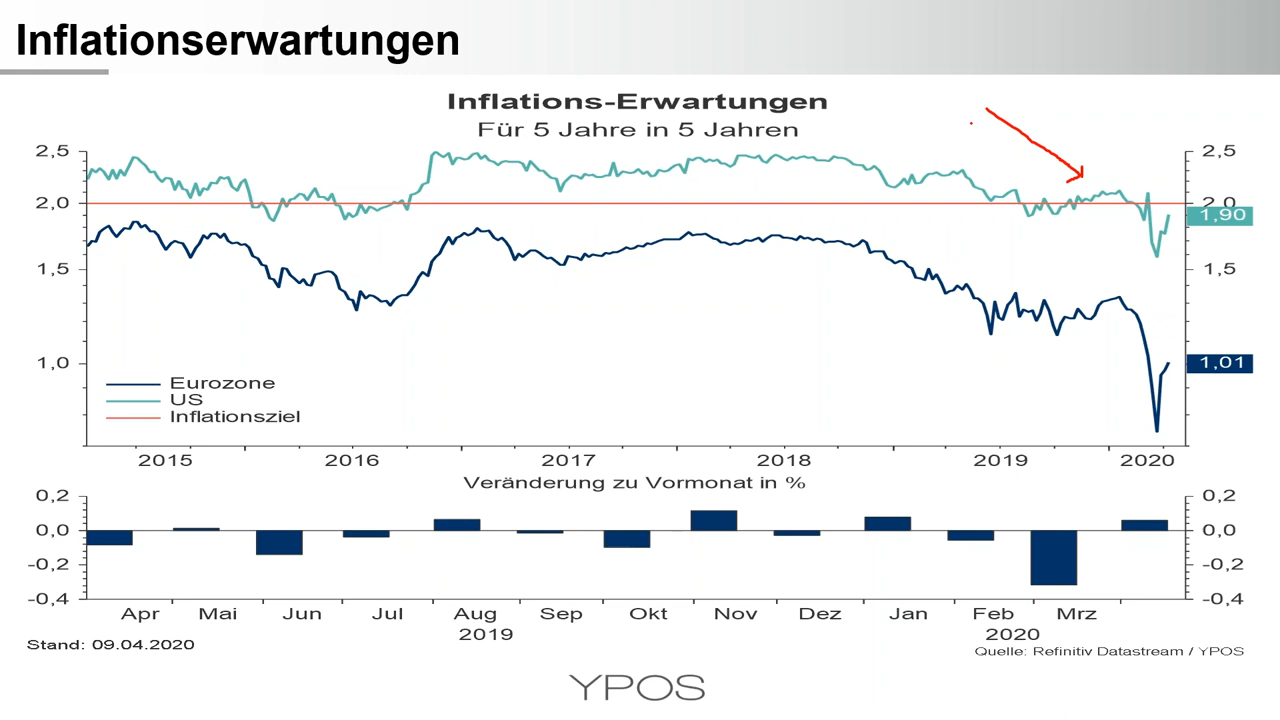 Inflationserwartungen
Inflations-Erwartungen
Für 5 Jahre in 5 Jahren
2,5 2,5
2,0 2,0
1,90
1,5 1,5
1,0 1,01
Eurozone
US
Inflationsziel
2015 2016 2017 2018 2019 2020
Veränderung zu Vormonat in %
0,2 0,2
0,0 0,0
-0,2 -0,2
-0,4 -0,4
Apr Mai Jun Jul Aug Sep Okt Nov Dez Jan Feb Mrz
2019 2020
Stand: 09.04.2020
Quelle: Refinitiv Datastream / YPOS
YPOS